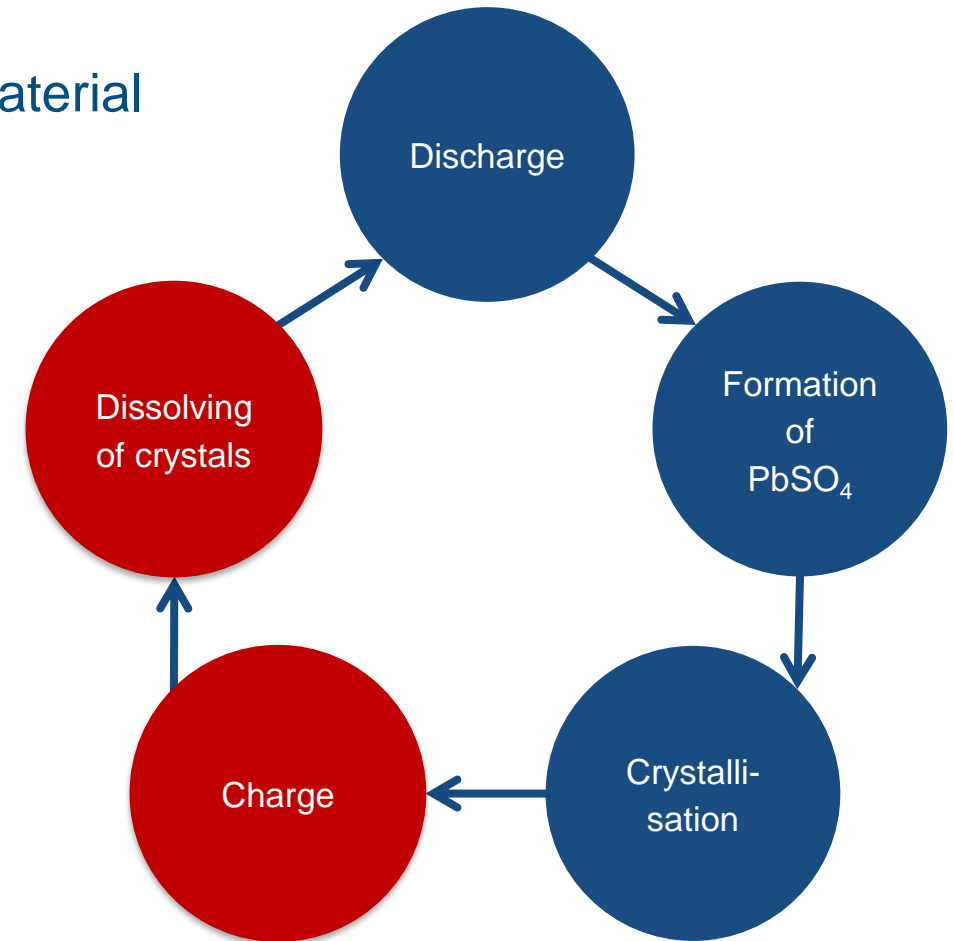 aterial
Discharge
Formation
of
PbSO₄
Dissolving
of crystals
Crystalli-
sation
Charge